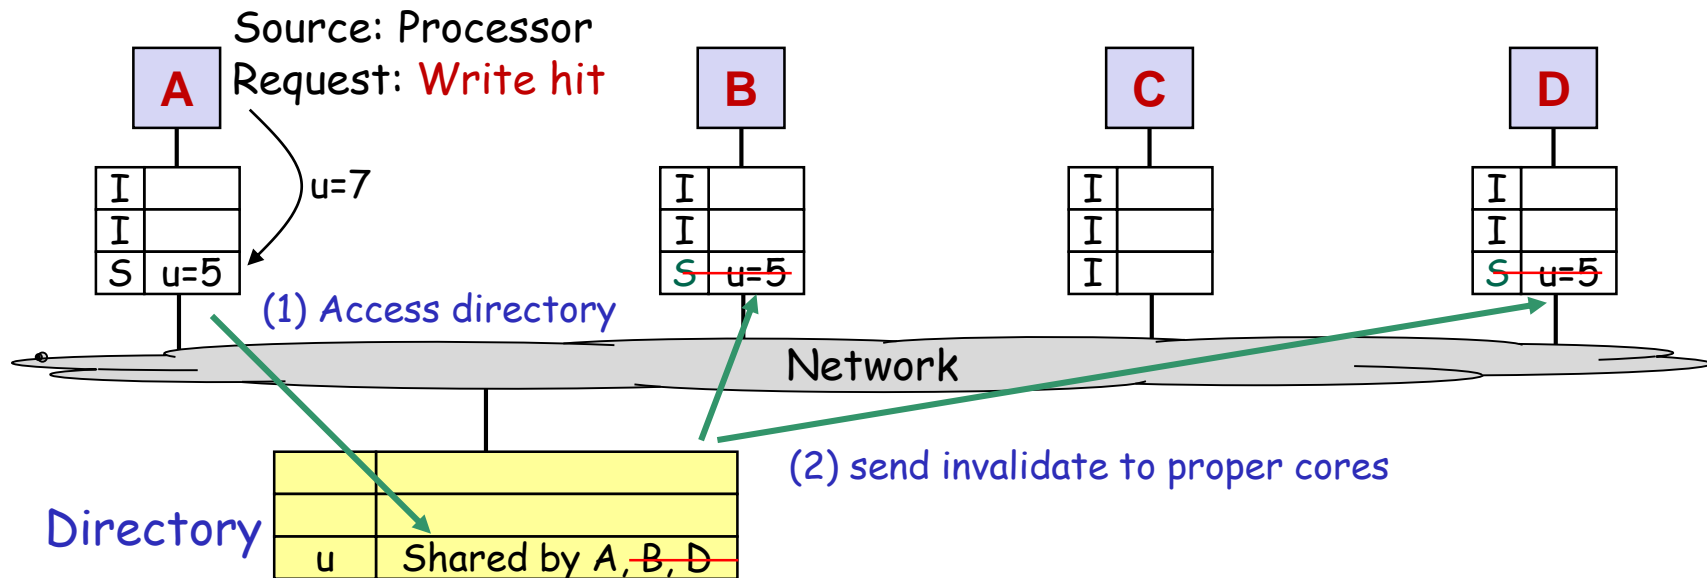 Source: Processor
Request: Write hit
A
B
C
D
u=7
I
I
S u=5
I
I
S u=5
I
I
I
I
I
S u=5
(1) Access directory
Network
(2) send invalidate to proper cores
Directory
u Shared by A, B, D